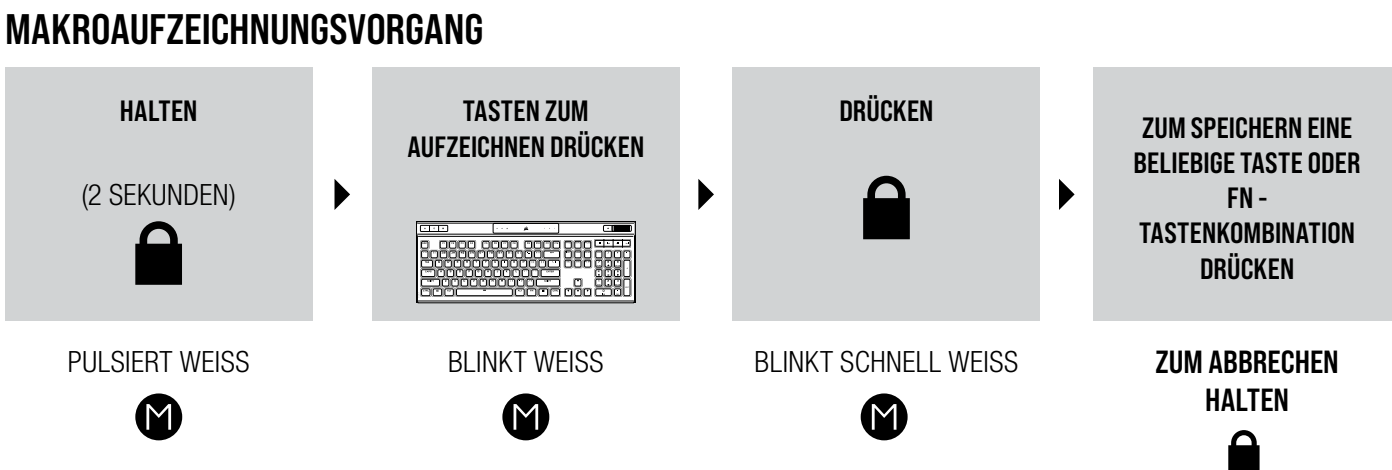 MAKROAUFZEICHNUNGSVORGANG
HALTEN
(2 SEKUNDEN)
PULSIERT WEISS
M
TASTEN ZUM
AUFZEICHNEN DRÜCKEN
BLINKT WEISS
M
DRÜCKEN
BLINKT SCHNELL WEISS
M
ZUM SPEICHERN EINE
BELIEBIGE TASTE ODER
FN -
TASTENKOMBINATION
DRÜCKEN
ZUM ABBRECHEN
HALTEN